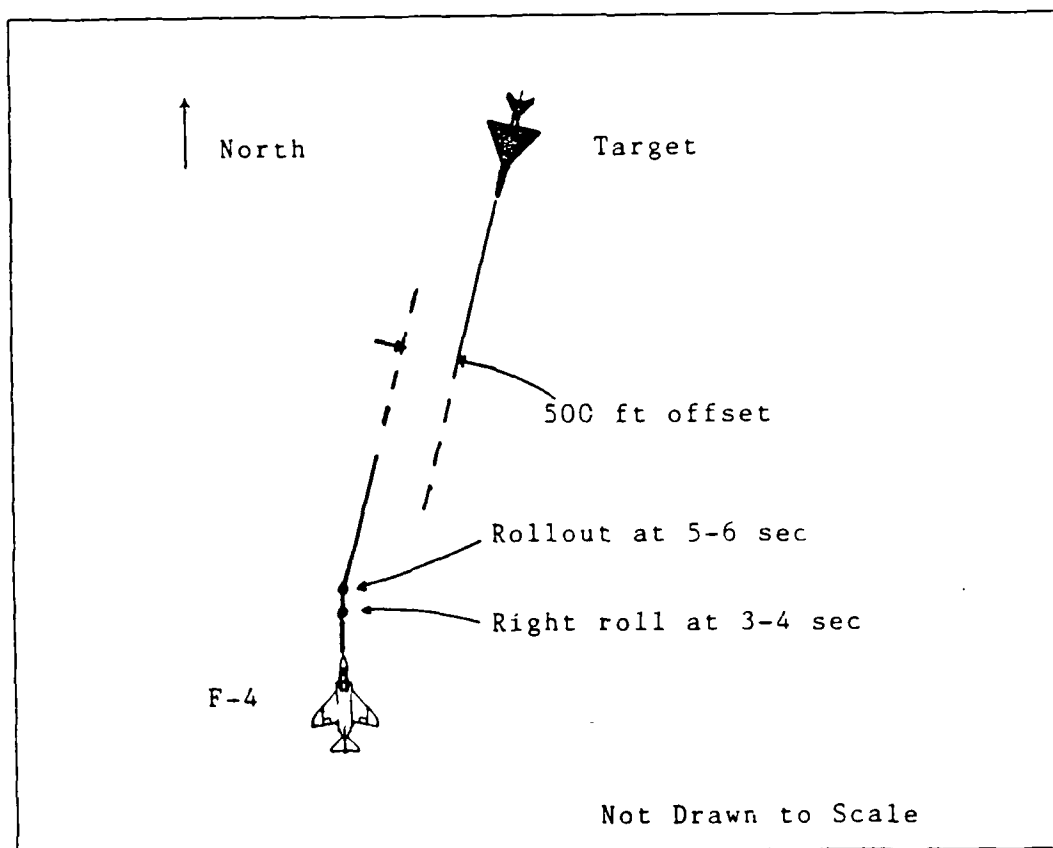 North
Target
500 ft offset
Rollout at 5-6 sec
Right roll at 3-4 sec
F-4
Not Drawn to Scale